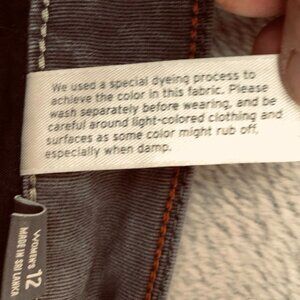 We used a special dyeing process to
achieve the color in this fabric. Please
wash separately before wearing, and be
careful around light-colored clothing and
surfaces as some color might rub off,
especially when damp.
WOMEN'S 12
MADE IN SRI LANKA